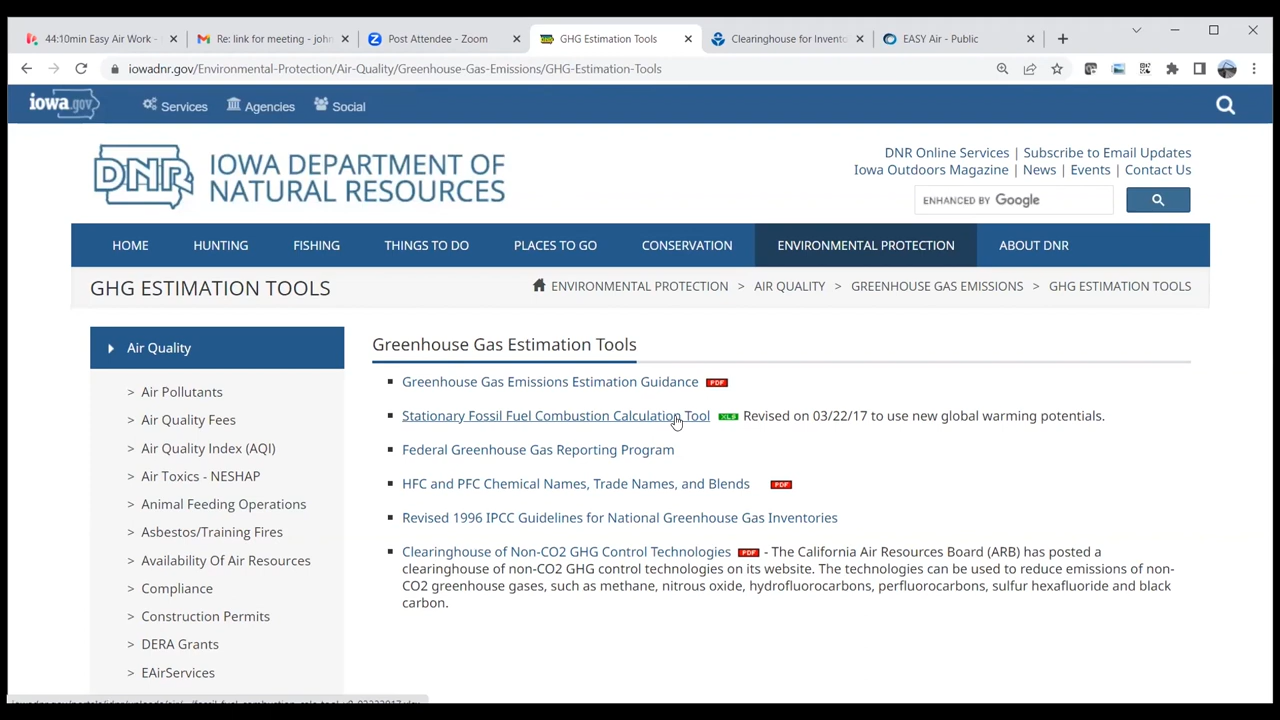 44:10min Easy Air Work -
Re: link for meeting - john
Post Attendee - Zoom
GHG Estimation Tools
Clearinghouse for Invento
EASY Air - Public
iowadnr.gov/Environmental-Protection/Air-Quality/Greenhouse-Gas-Emissions/GHG-Estimation-Tools
iowa.gov
Services
Agencies
Social
DNR
IOWA DEPARTMENT OF
NATURAL RESOURCES
DNR Online Services | Subscribe to Email Updates
Iowa Outdoors Magazine | News | Events | Contact Us
ENHANCED BY Google
HOME
HUNTING
FISHING
THINGS TO DO
PLACES TO GO
CONSERVATION
ENVIRONMENTAL PROTECTION
ABOUT DNR
GHG ESTIMATION TOOLS
ENVIRONMENTAL PROTECTION > AIR QUALITY > GREENHOUSE GAS EMISSIONS > GHG ESTIMATION TOOLS
Air Quality
> Air Pollutants
> Air Quality Fees
> Air Quality Index (AQI)
> Air Toxics - NESHAP
> Animal Feeding Operations
> Asbestos/Training Fires
> Availability Of Air Resources
> Compliance
> Construction Permits
> DERA Grants
> EAirServices
Greenhouse Gas Estimation Tools
Greenhouse Gas Emissions Estimation Guidance PDF
Stationary Fossil Fuel Combustion Calculation Tool XLS Revised on 03/22/17 to use new global warming potentials.
Federal Greenhouse Gas Reporting Program
HFC and PFC Chemical Names, Trade Names, and Blends PDF
Revised 1996 IPCC Guidelines for National Greenhouse Gas Inventories
Clearinghouse of Non-CO2 GHG Control Technologies PDF - The California Air Resources Board (ARB) has posted a
clearinghouse of non-CO2 GHG control technologies on its website. The technologies can be used to reduce emissions of non-
CO2 greenhouse gases, such as methane, nitrous oxide, hydrofluorocarbons, perfluorocarbons, sulfur hexafluoride and black
carbon.